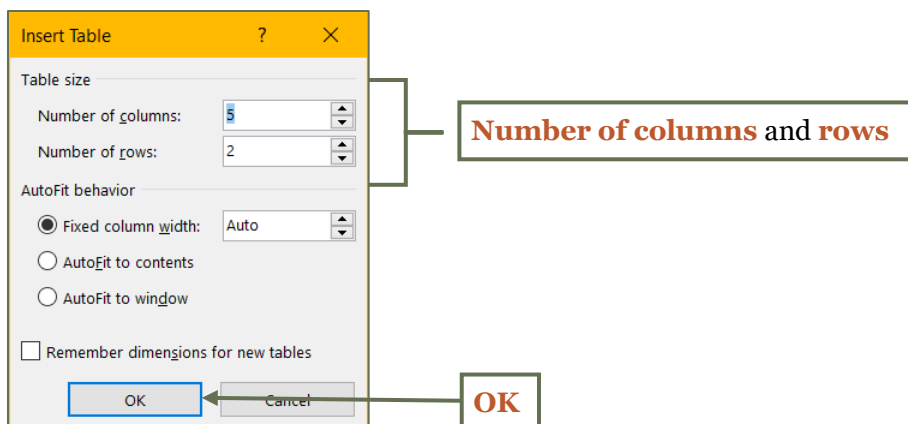 Insert Table ?
Table size
Number of columns: 5
Number of rows: 2
AutoFit behavior
Fixed column width: Auto
AutoFit to contents
AutoFit to window
Remember dimensions for new tables
OK Cancel
Number of columns and rows
OK